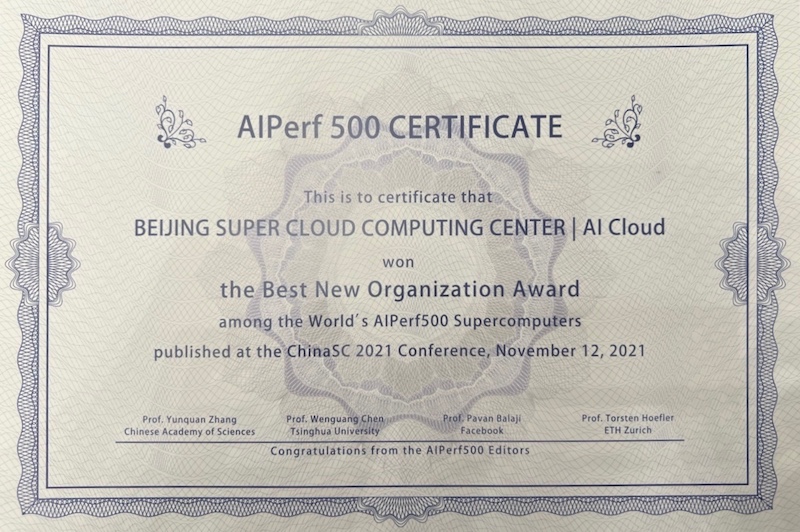 AIPerf 500 CERTIFICATE
This is to certificate that
BEIJING SUPER CLOUD COMPUTING CENTER | AI Cloud
won
the Best New Organization Award
among the World´s AIPerf500 Supercomputers
published at the ChinaSC 2021 Conference, November 12, 2021
Prof. Yunquan Zhang Prof. Wenguang Chen Prof. Pavan Balaji Prof. Torsten Hoefler
Chinese Academy of Sciences Tsinghua University Facebook ETH Zurich
Congratulations from the AIPerf500 Editors